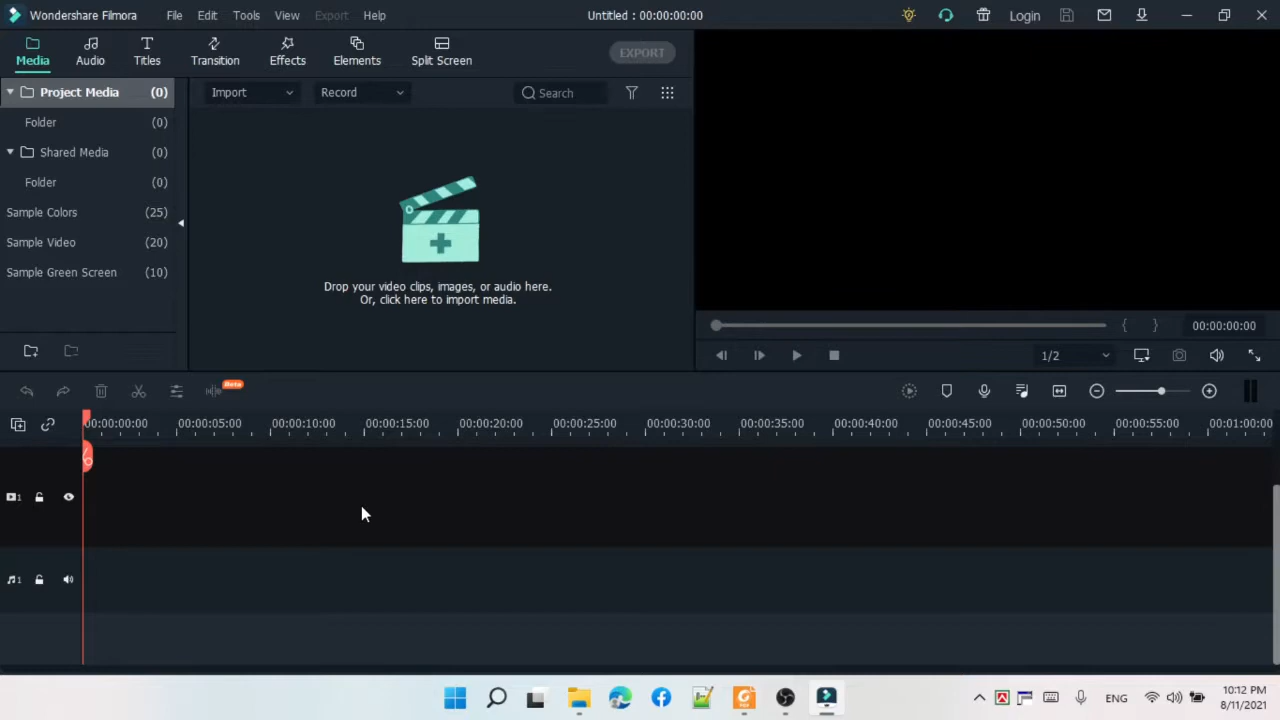 Wondershare Filmora File Edit Tools View Export Help Untitled : 00:00:00:00 Login
Media Audio Titles Transition Effects Elements Split Screen EXPORT
Project Media (0) Import Record Search
Folder (0)
Shared Media (0)
Folder (0)
Sample Colors (25)
Sample Video (20)
Sample Green Screen (10)
Drop your video clips, images, or audio here.
Or, click here to import media.
00:00:00:00
1/2
Beta
00:00:00:00 00:00:05:00 00:00:10:00 00:00:15:00 00:00:20:00 00:00:25:00 00:00:30:00 00:00:35:00 00:00:40:00 00:00:45:00 00:00:50:00 00:00:55:00 00:01:00:00
1
1
ENG 10:12 PM
8/11/2021